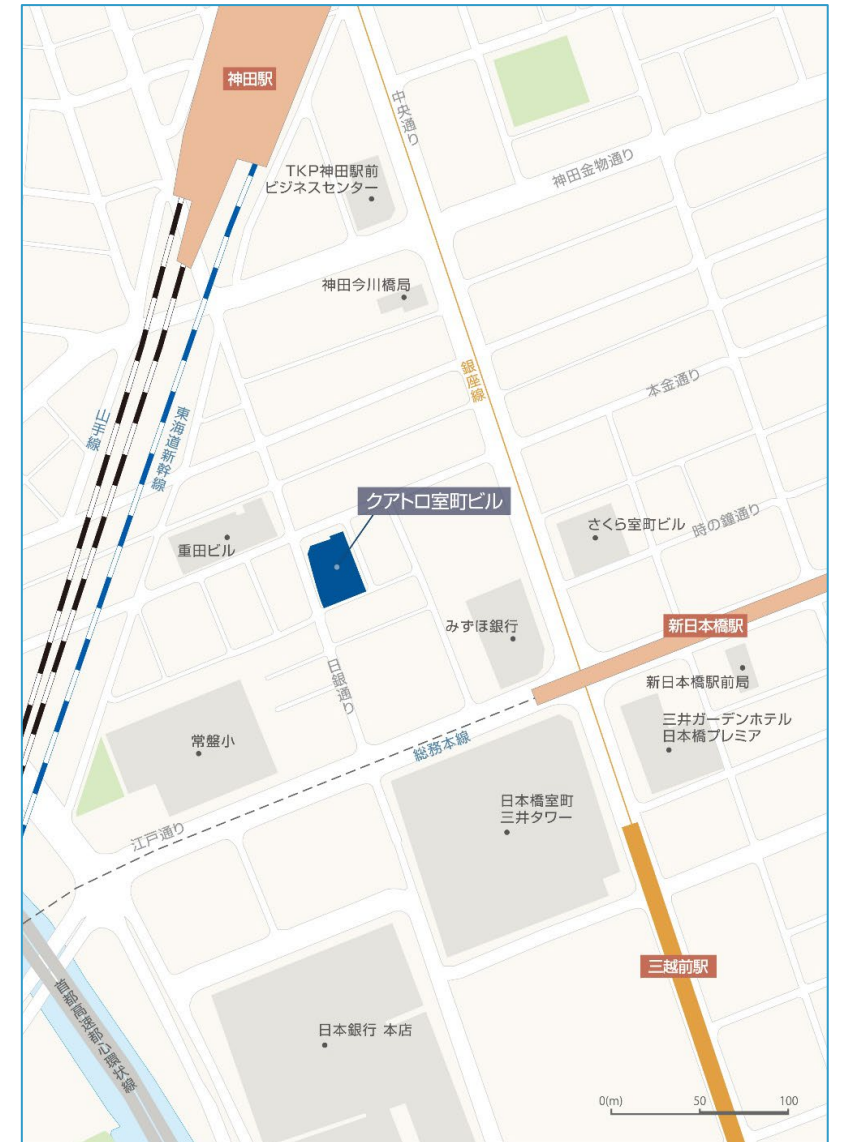 神田駅
中央通り
TKP神田駅前
ビジネスセンター
神田金物通り
神田今川橋局
銀座線
本金通り
山手線
東海道新幹線
クアトロ室町ビル
さくら室町ビル
時の鐘通り
重田ビル
みずほ銀行
新日本橋駅
日銀通り
新日本橋駅前局
三井ガーデンホテル
日本橋プレミア
常盤小
総務本線
日本橋室町
三井タワー
江戸通り
三越前駅
首都高速都心環状線
日本銀行 本店
0(m) 50 100